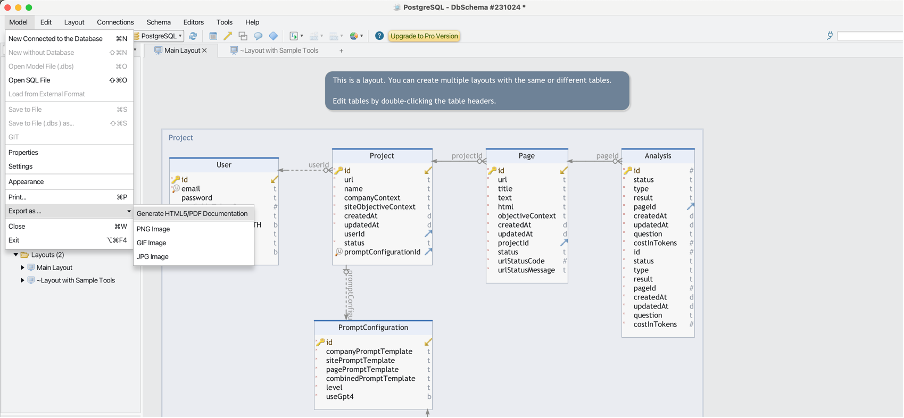 PostgreSQL - DbSchema #231024 *
Model Edit Layout Connections Schema Editors Tools Help
PostgreSQL
Upgrade to Pro Version
Main Layout
~Layout with Sample Tools
New Connected to the Database ⌘N
New without Database ⇧⌘N
Open Model File (.dbs) ⌘O
Open SQL File ⇧⌘O
Load from External Format
Save to File ⌘S
Save to File (.dbs ) as... ⇧⌘S
GIT
Properties
Settings
Appearance
Print... ⌘P
Export as ...
Close ⌘W
Exit ⌥⌘F4
Generate HTML5/PDF Documentation
PNG Image
GIF Image
JPG Image
Layouts (2)
Main Layout
~Layout with Sample Tools
This is a layout. You can create multiple layouts with the same or different tables.
Edit tables by double-clicking the table headers.
Project
User
id
email t
password t
TH t
t
b
userId
Project
id
url t
name t
companyContext t
siteObjectiveContext t
createdAt d
updatedAt d
userId
status t
promptConfigurationId
projectId
Page
id
url t
title t
text t
html t
objectiveContext t
createdAt d
updatedAt d
projectId
status t
urlStatusCode #
urlStatusMessage t
pageId
Analysis
id #
status t
type t
result t
pageId
createdAt d
updatedAt d
question t
costInTokens #
id #
status t
type t
result t
pageId #
createdAt d
updatedAt d
question t
costInTokens #
PromptConfiguration
id
companyPromptTemplate t
sitePromptTemplate t
pagePromptTemplate t
combinedPromptTemplate t
level t
useGpt4 b